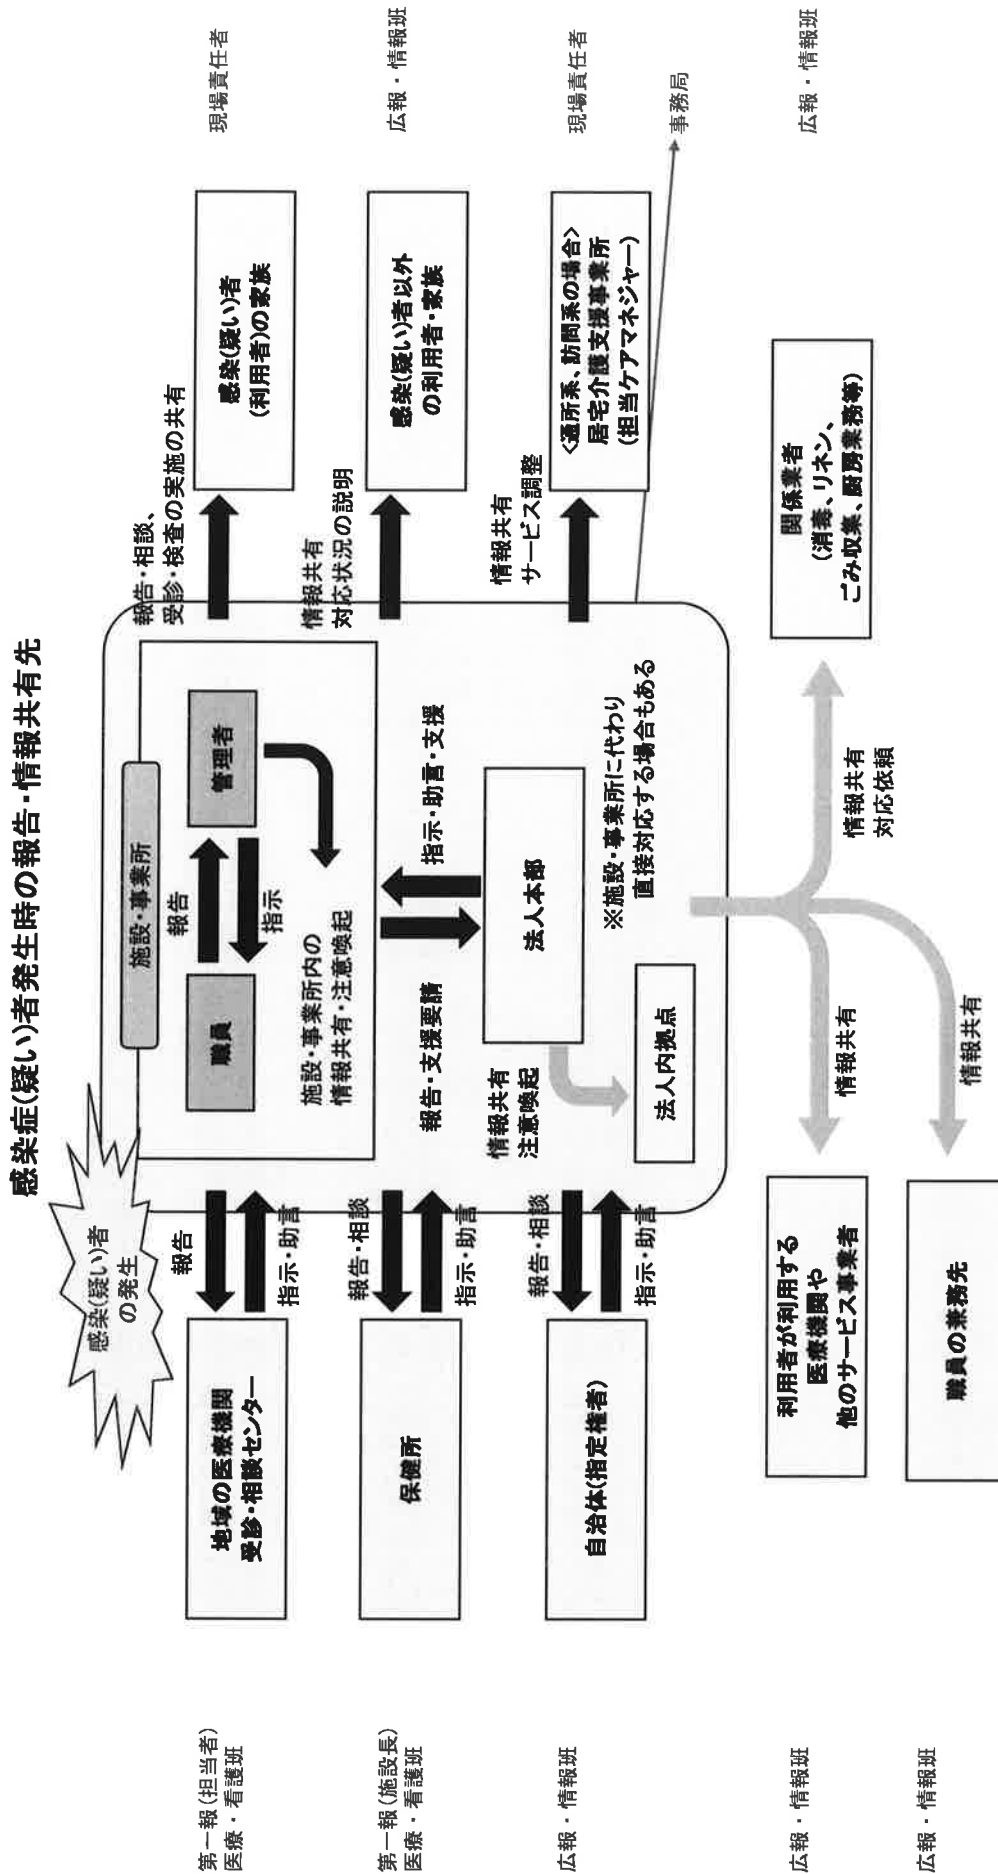 感染症(疑い)者発生時の報告・情報共有先
感染(疑い)者
の発生
施設・事業所
職員
管理者
報告
指示
施設・事業所内の
情報共有・注意喚起
報告・支援要請
指示・助言・支援
法人本部
情報共有
注意喚起
法人内拠点
※施設・事業所に代わり
直接対応する場合もある
第一報(担当者)
医療・看護班
地域の医療機関
受診・相談センター
報告
指示・助言
第一報(施設長)
医療・看護班
保健所
報告・相談
指示・助言
広報・情報班
自治体(指定権者)
報告・相談
指示・助言
報告・相談、
受診・検査の実施の共有
感染(疑い)者
(利用者)の家族
現場責任者
情報共有
対応状況の説明
感染(疑い)者以外
の利用者・家族
広報・情報班
情報共有
サービス調整
<通所系、訪問系の場合>
居宅介護支援事業所
(担当ケアマネジャー)
現場責任者
事務局
広報・情報班
利用者が利用する
医療機関や
他のサービス事業者
情報共有
情報共有
対応依頼
関係業者
(消毒、リネン、
ごみ収集、厨房業務等)
広報・情報班
広報・情報班
職員の兼務先
情報共有